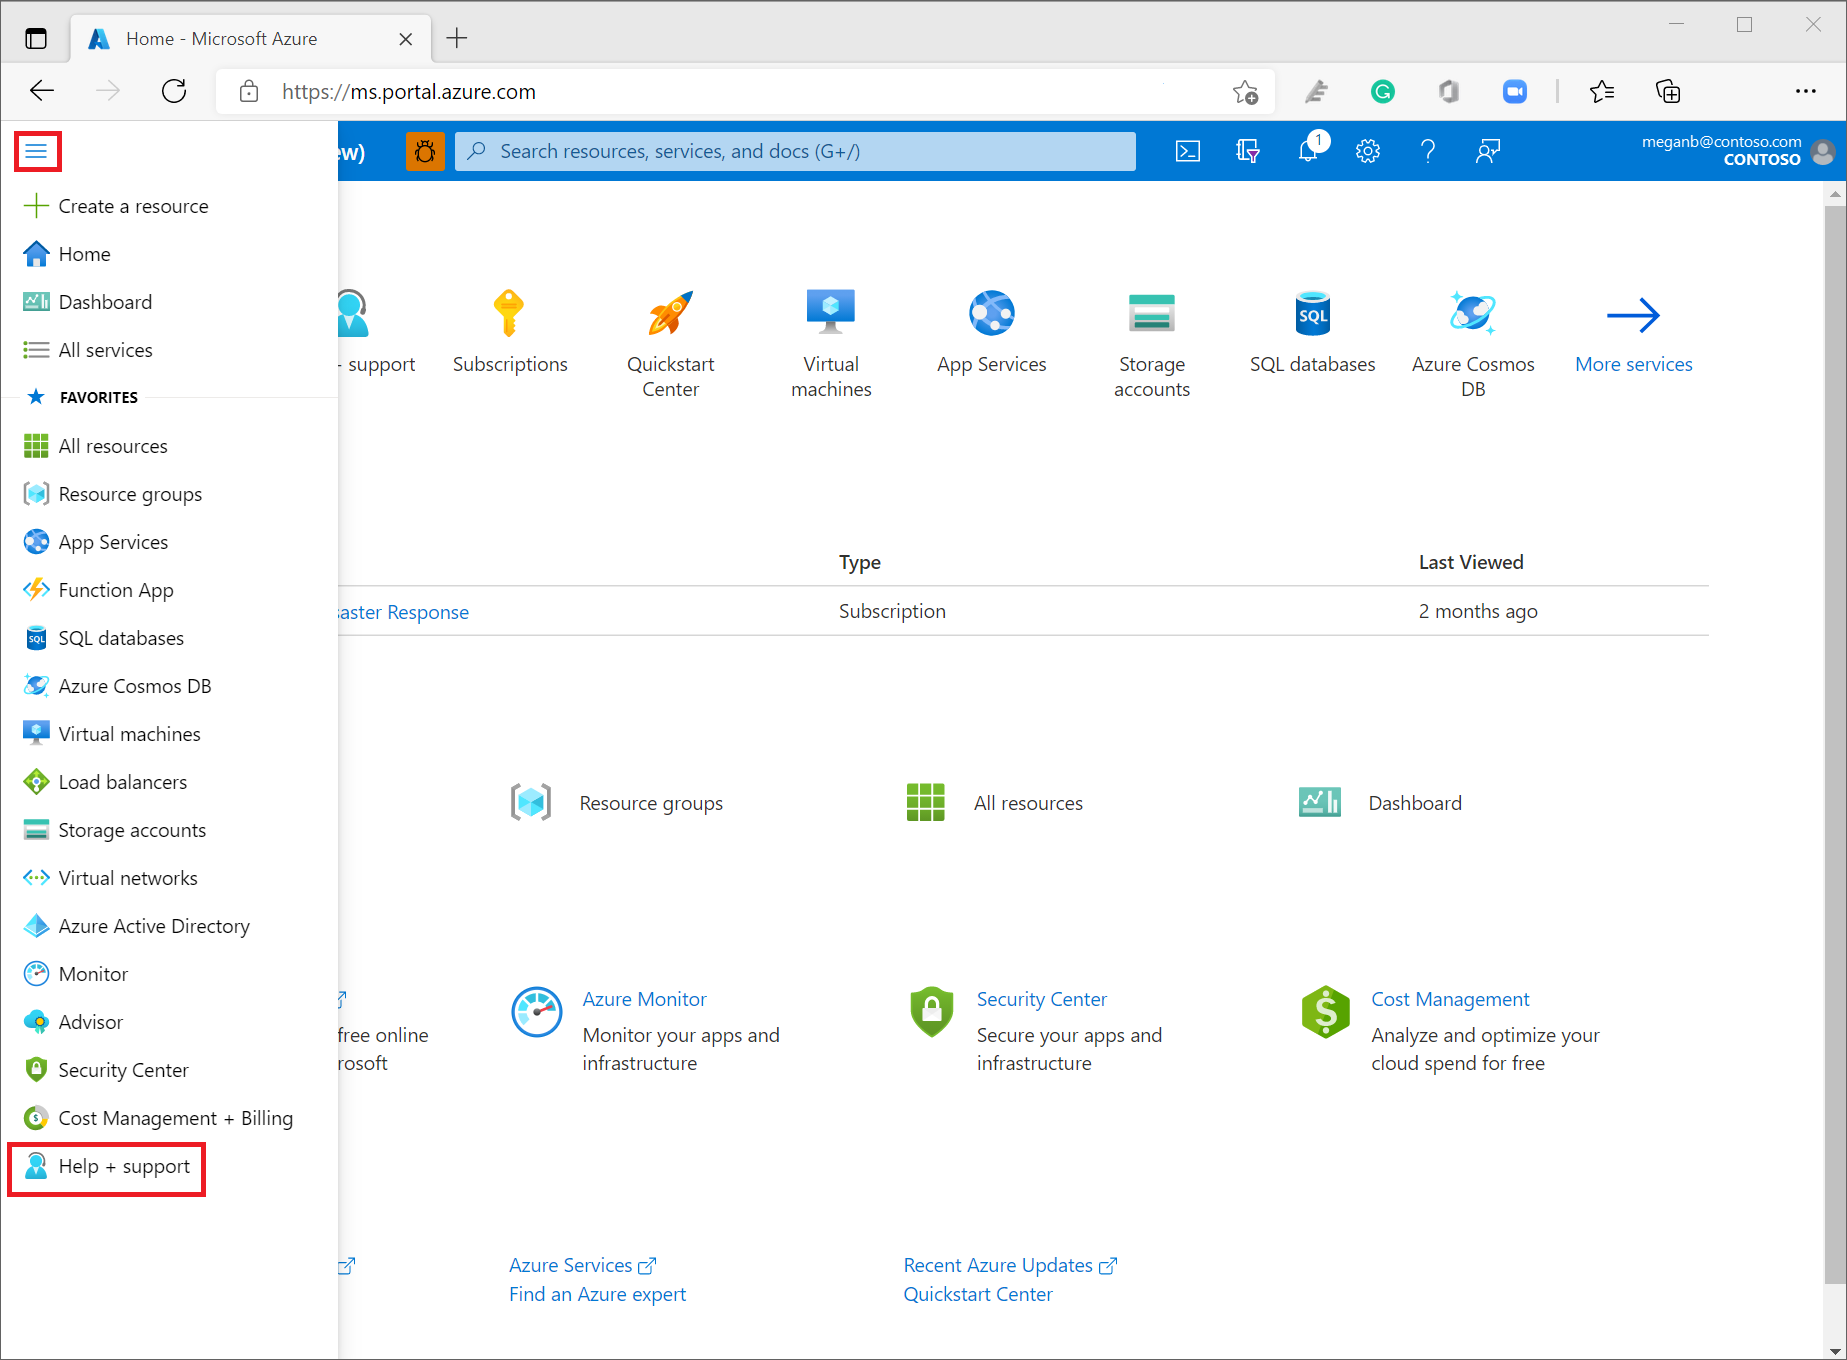 Home - Microsoft Azure
https://ms.portal.azure.com
ew)
Search resources, services, and docs (G+/)
1
meganb@contoso.com
CONTOSO
Create a resource
Home
Dashboard
All services
FAVORITES
All resources
Resource groups
App Services
Function App
SQL databases
Azure Cosmos DB
Virtual machines
Load balancers
Storage accounts
Virtual networks
Azure Active Directory
Monitor
Advisor
Security Center
Cost Management + Billing
Help + support
support
Subscriptions
Quickstart
Center
Virtual
machines
App Services
Storage
accounts
SQL
SQL databases
Azure Cosmos
DB
More services
Type
Last Viewed
saster Response
Subscription
2 months ago
Resource groups
All resources
Dashboard
free online
rosoft
Azure Monitor
Monitor your apps and
infrastructure
Security Center
Secure your apps and
infrastructure
Cost Management
Analyze and optimize your
cloud spend for free
Azure Services
Find an Azure expert
Recent Azure Updates
Quickstart Center